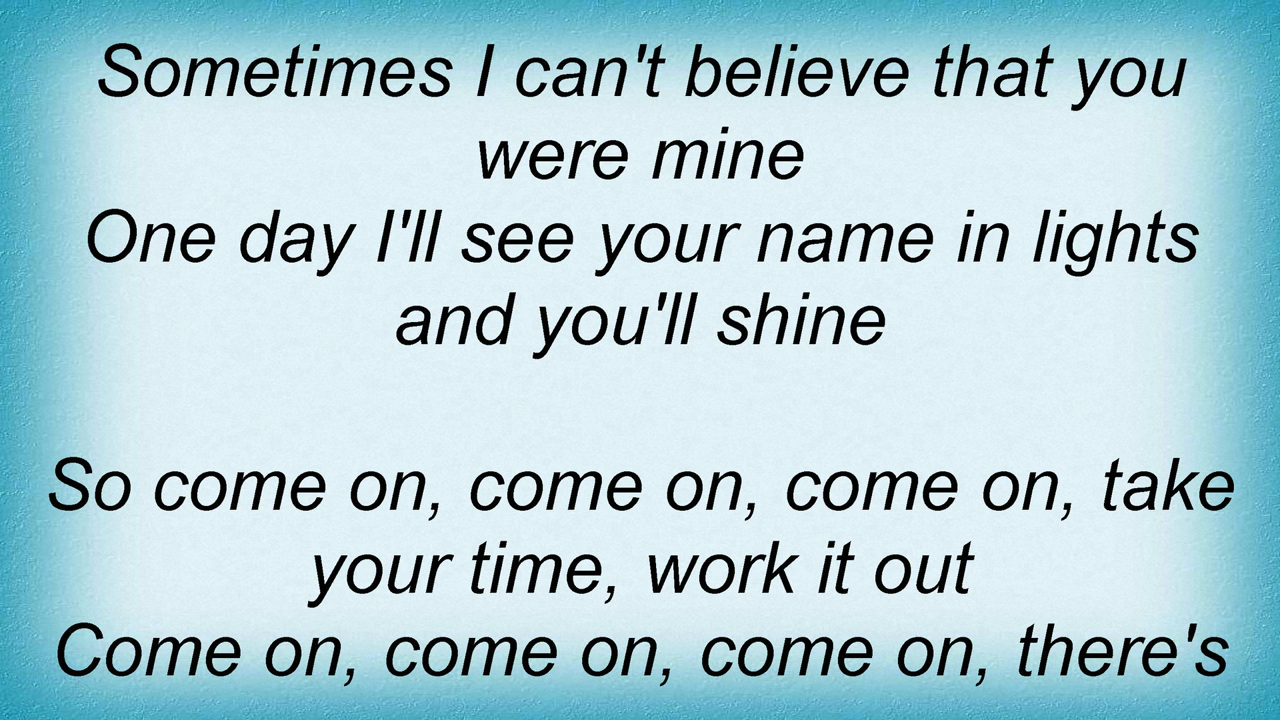 Sometimes I can't believe that you
were mine
One day I'll see your name in lights
and you'll shine
So come on, come on, come on, take
your time, work it out
Come on, come on, come on, there's